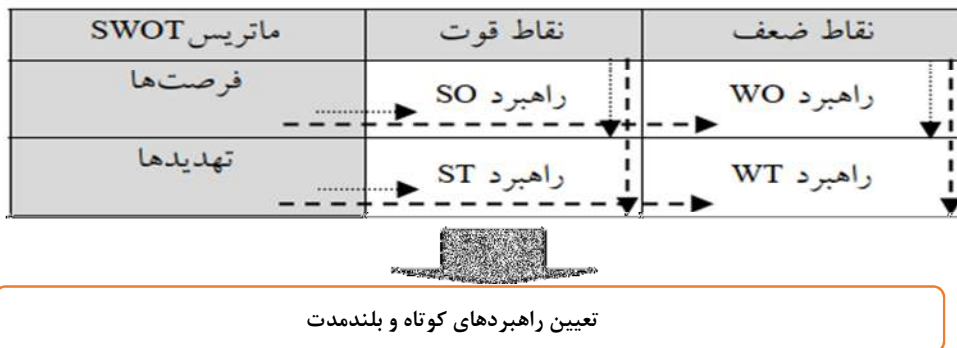 ماتریس SWOT نقاط قوت نقاط ضعف
فرصت‌ها راهبرد SO راهبرد WO
تهدیدها راهبرد ST راهبرد WT
تعیین راهبردهای کوتاه و بلندمدت